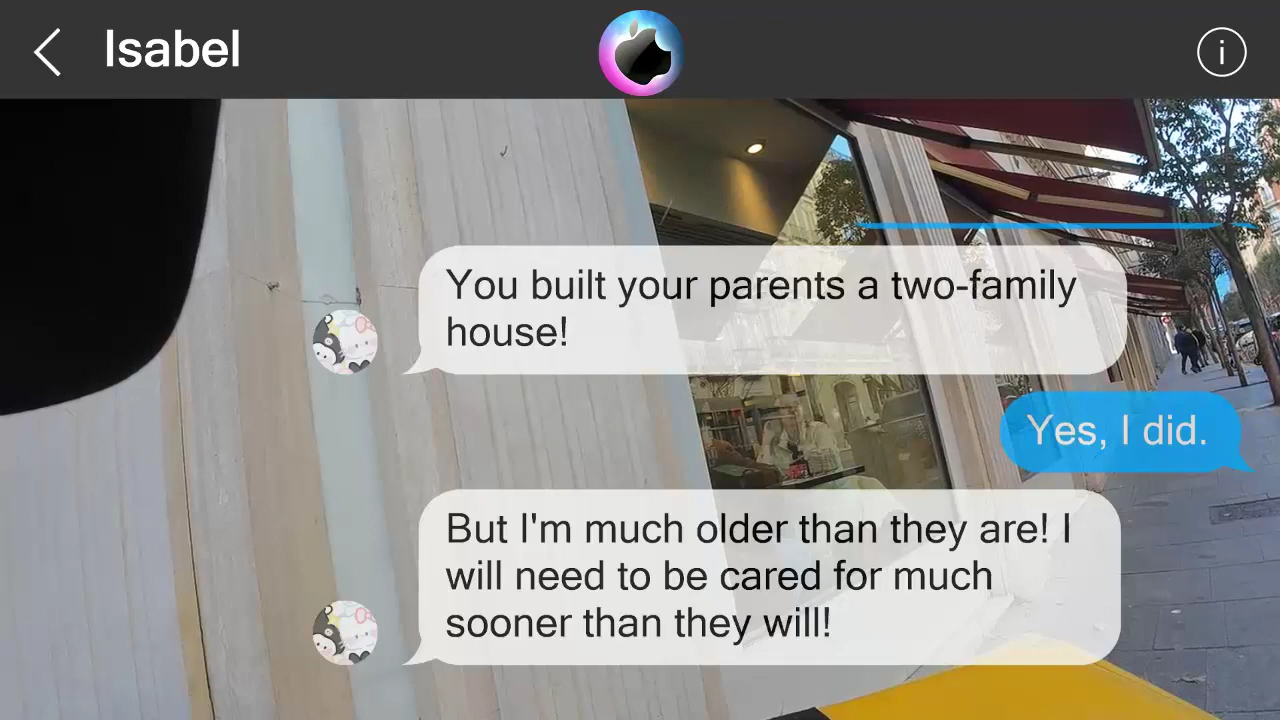 Isabel
i
You built your parents a two-family
house!
Yes, I did.
But I'm much older than they are! I
will need to be cared for much
sooner than they will!